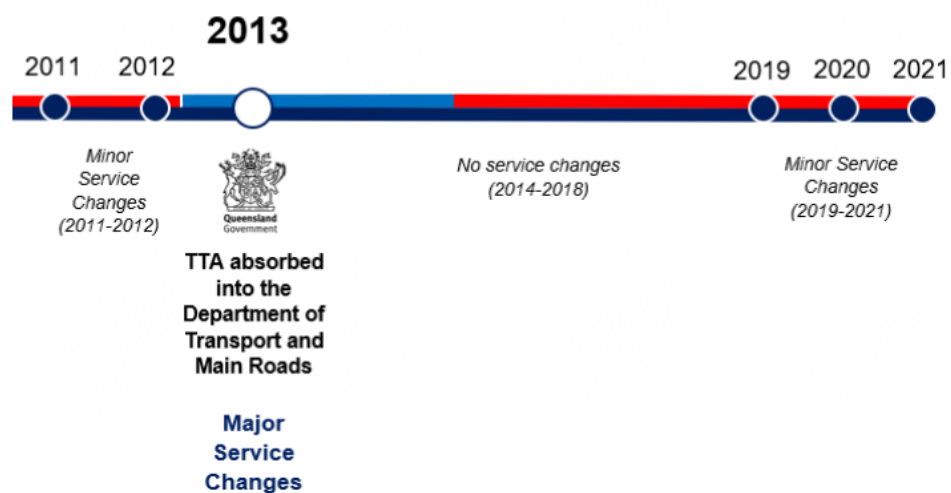 2013
2011
2012
2019
2020
2021
Minor
Service
Changes
(2011-2012)
No service changes
(2014-2018)
Minor Service
Changes
(2019-2021)
Queensland
Government
TTA absorbed
into the
Department of
Transport and
Main Roads
Major
Service
Changes